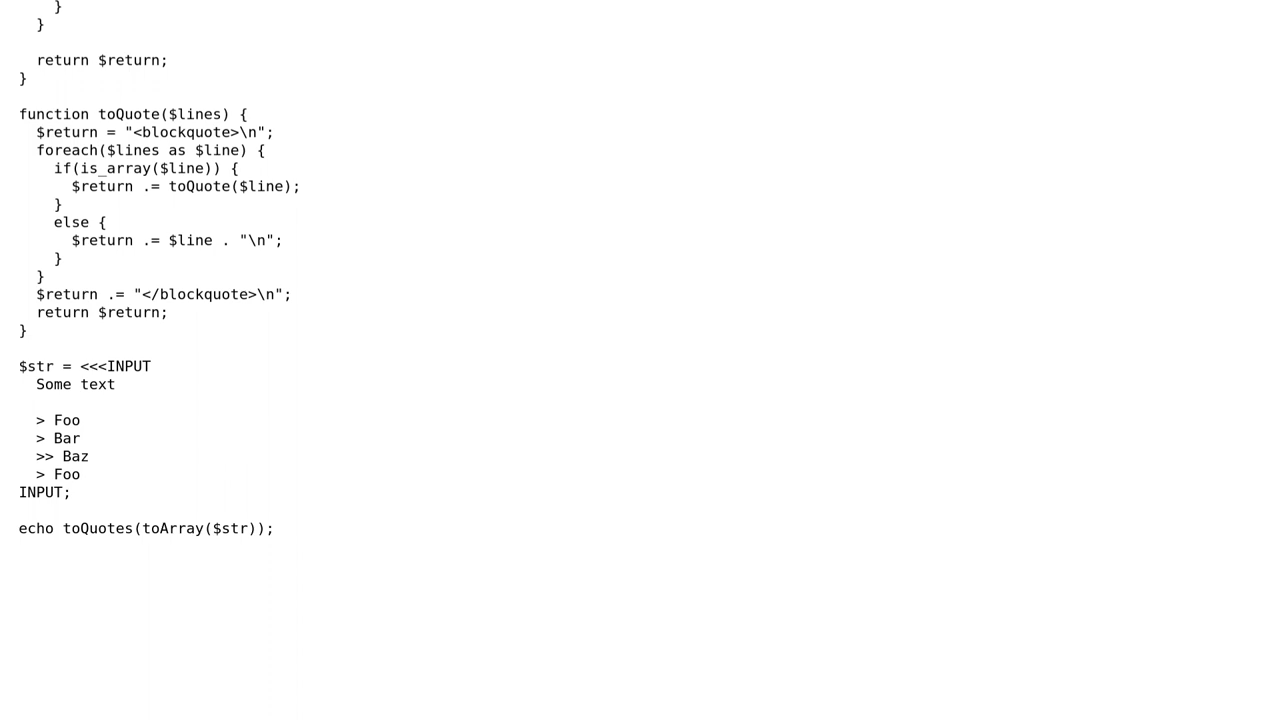 }
  }

  return $return;
}

function toQuote($lines) {
  $return = "<blockquote>\n";
  foreach($lines as $line) {
    if(is_array($line)) {
      $return .= toQuote($line);
    }
    else {
      $return .= $line . "\n";
    }
  }
  $return .= "</blockquote>\n";
  return $return;
}

$str = <<<INPUT
  Some text

  > Foo
  > Bar
  >> Baz
  > Foo
INPUT;

echo toQuotes(toArray($str));